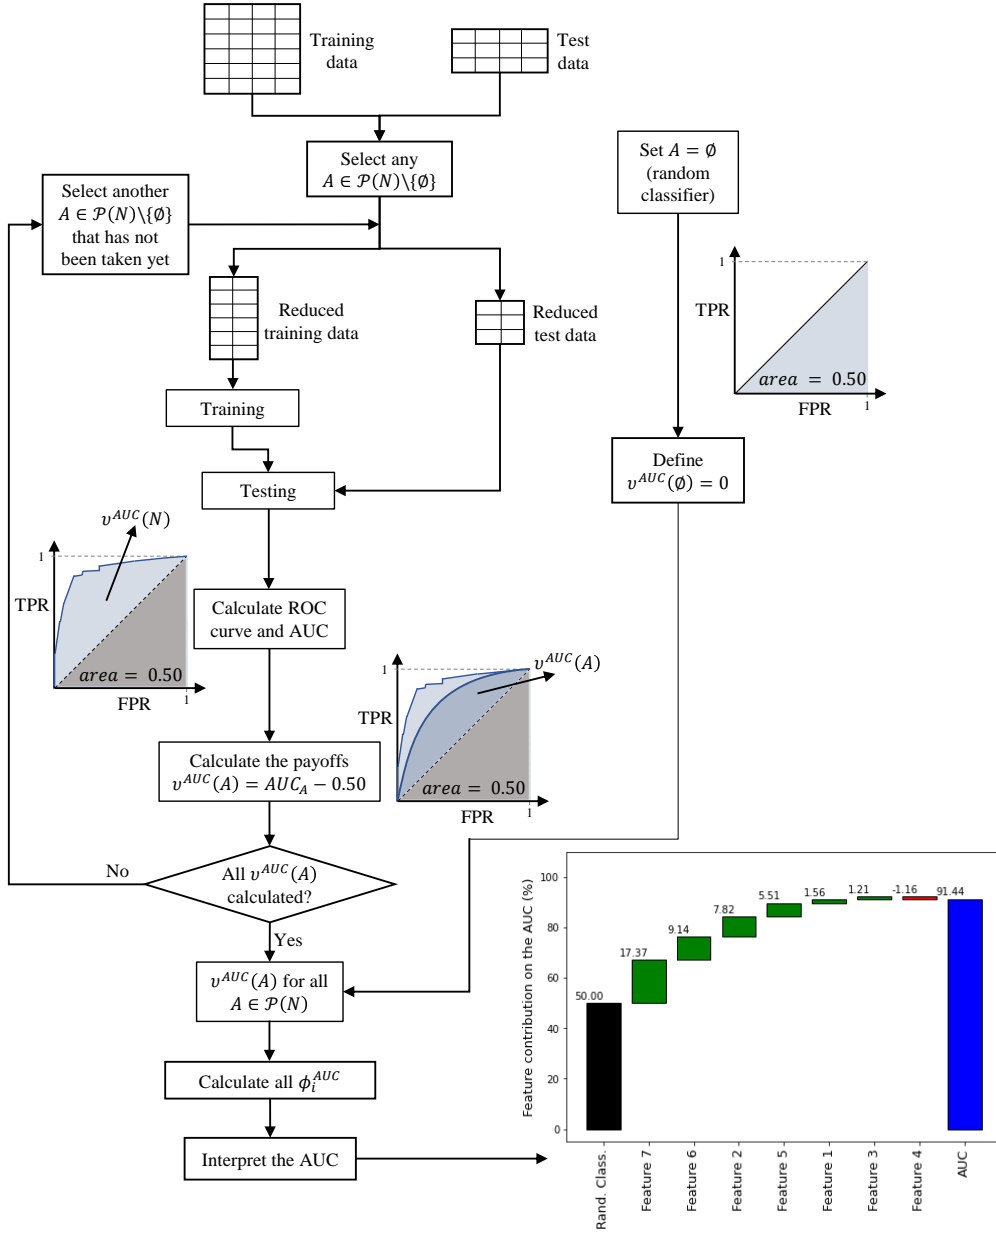 Training
data
Test
data
Select any
A ∈ 𝒫(N)\{∅}
Set A = ∅
(random
classifier)
Select another
A ∈ 𝒫(N)\{∅}
that has not
been taken yet
Reduced
training data
Reduced
test data
1
TPR
area = 0.50
FPR
1
Training
Testing
Define
υ^{AUC}(∅) = 0
υ^{AUC}(N)
1
TPR
area = 0.50
FPR
1
Calculate ROC
curve and AUC
υ^{AUC}(A)
1
TPR
area = 0.50
FPR
1
Calculate the payoffs
υ^{AUC}(A) = AUC_A − 0.50
No
All υ^{AUC}(A)
calculated?
Yes
υ^{AUC}(A) for all
A ∈ 𝒫(N)
Calculate all ϕ_i^{AUC}
Interpret the AUC
Feature contribution on the AUC (%)
100
80
60
40
20
0
50.00
17.37
9.14
7.82
5.51
1.56
1.21
-1.16
91.44
Rand. Class.
Feature 7
Feature 6
Feature 2
Feature 5
Feature 1
Feature 3
Feature 4
AUC